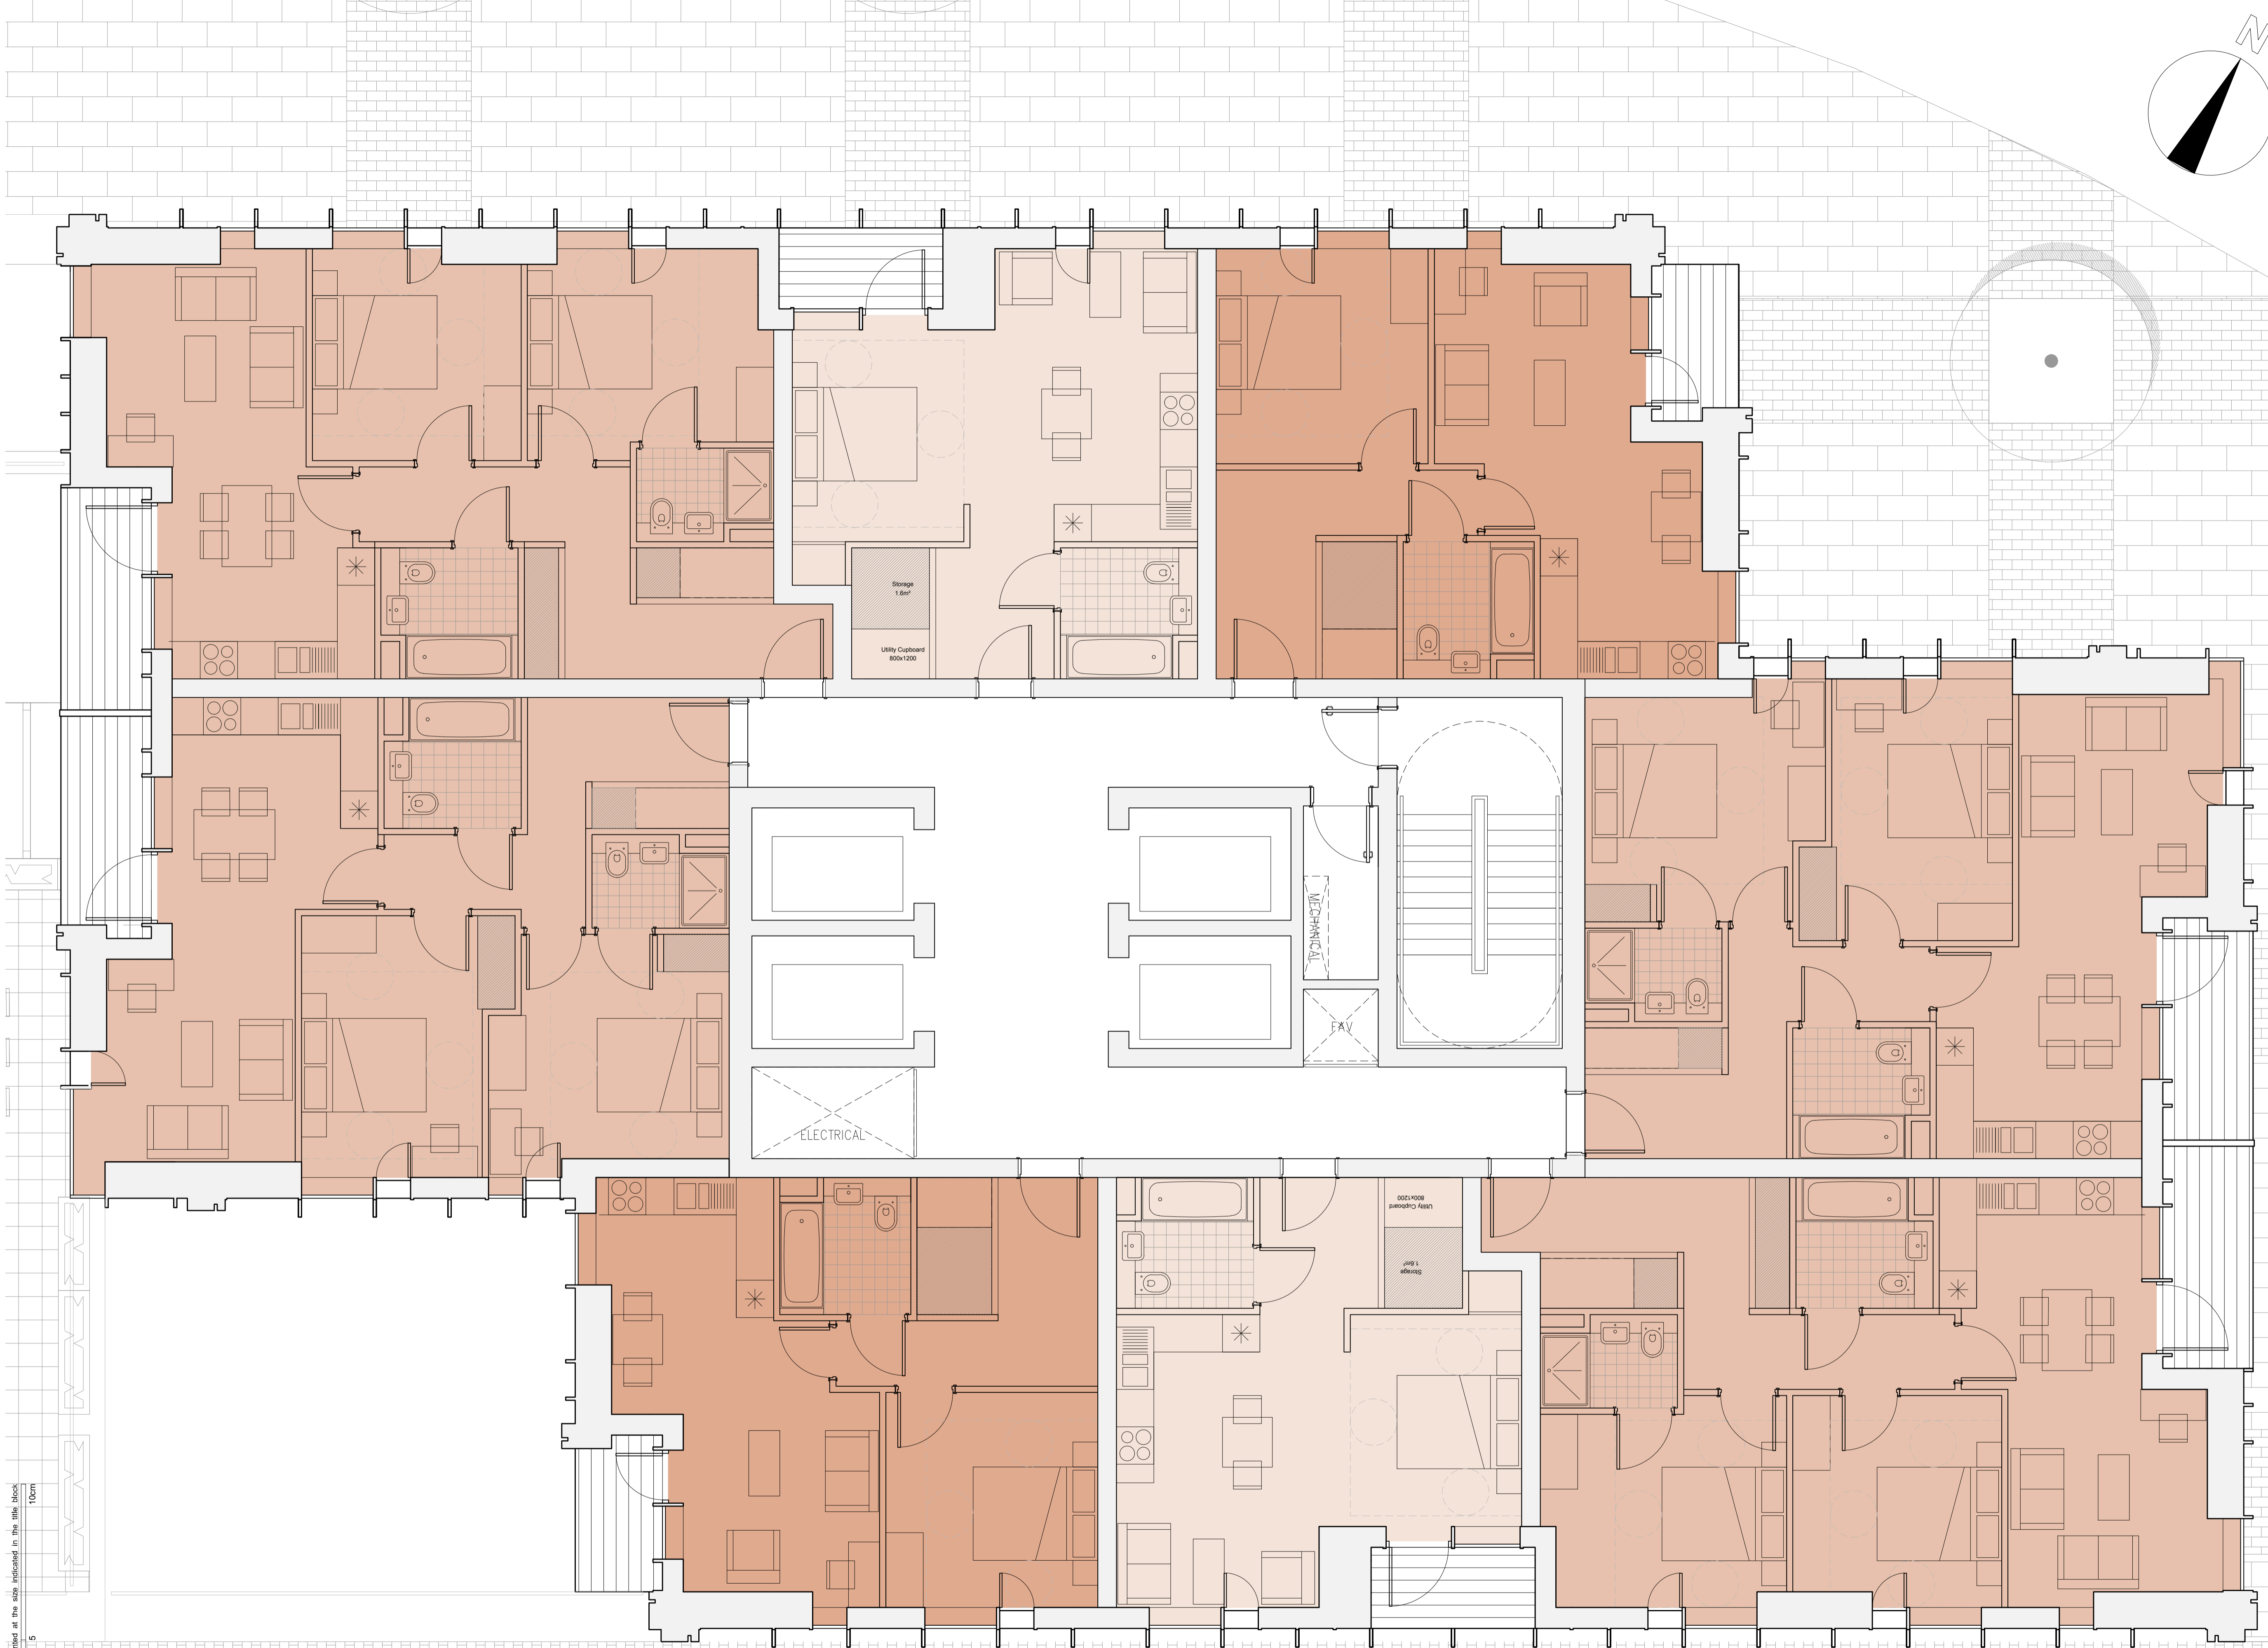 N
Storage
1.6m²
Utility Cupboard
800x1200
MECHANICAL
FAV
ELECTRICAL
Utility Cupboard
800x1200
Storage
1.6m²
at the size indicated in the title block
10cm
5